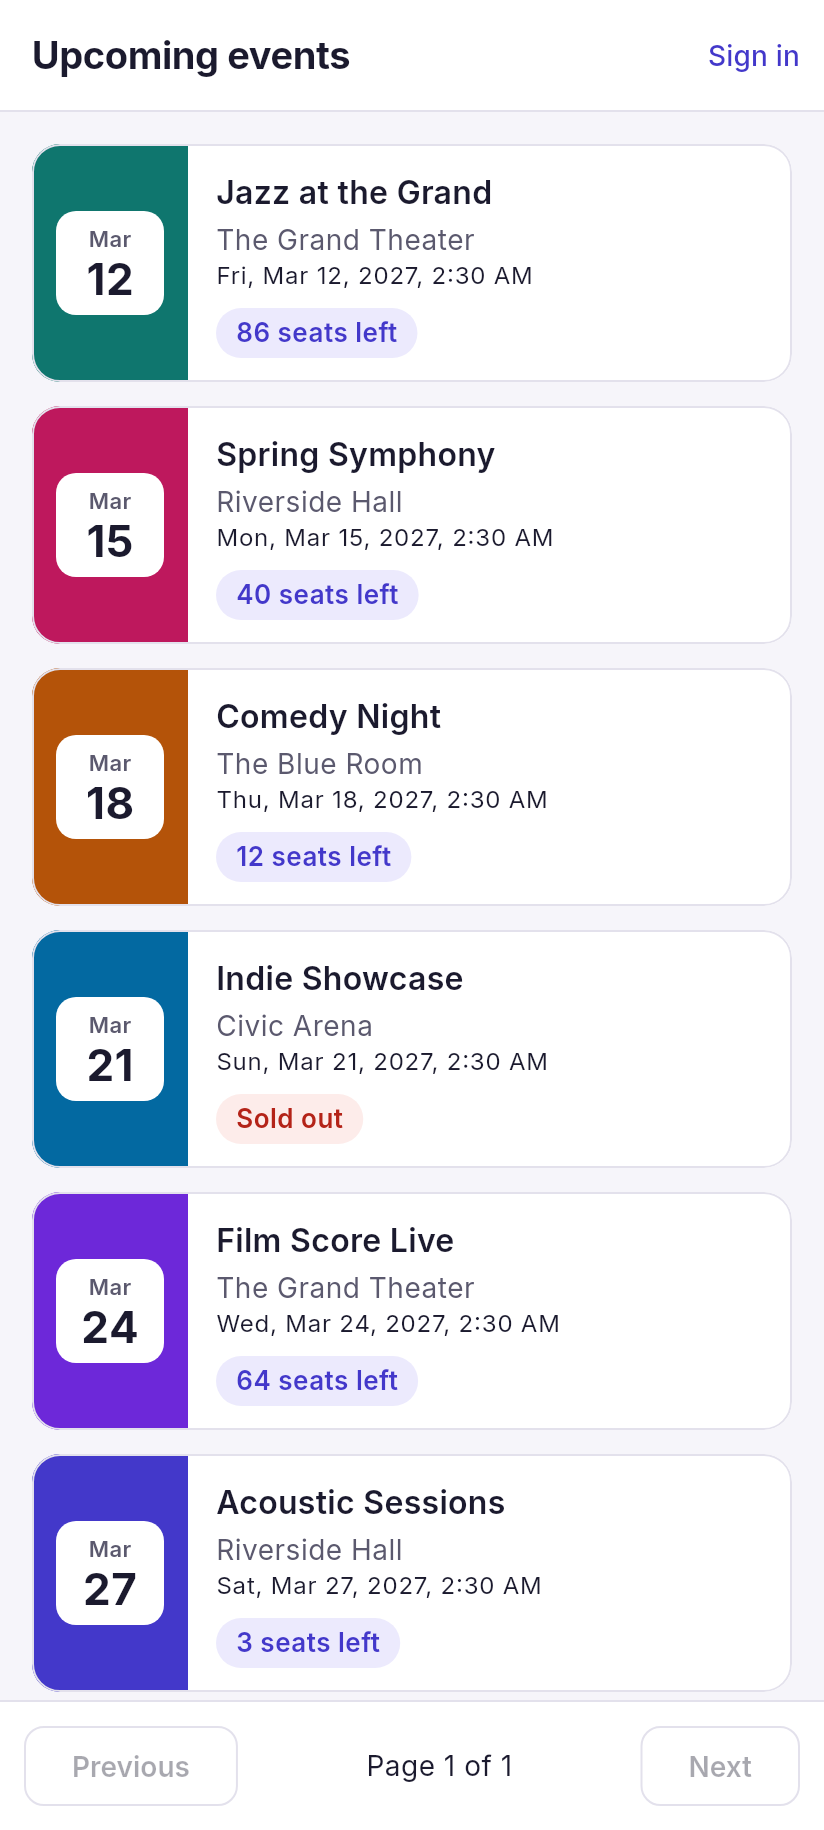 Upcoming events
Sign in
Mar
12
Jazz at the Grand
The Grand Theater
Fri, Mar 12, 2027, 2:30 AM
86 seats left
Mar
15
Spring Symphony
Riverside Hall
Mon, Mar 15, 2027, 2:30 AM
40 seats left
Mar
18
Comedy Night
The Blue Room
Thu, Mar 18, 2027, 2:30 AM
12 seats left
Mar
21
Indie Showcase
Civic Arena
Sun, Mar 21, 2027, 2:30 AM
Sold out
Mar
24
Film Score Live
The Grand Theater
Wed, Mar 24, 2027, 2:30 AM
64 seats left
Mar
27
Acoustic Sessions
Riverside Hall
Sat, Mar 27, 2027, 2:30 AM
3 seats left
Previous
Page 1 of 1
Next